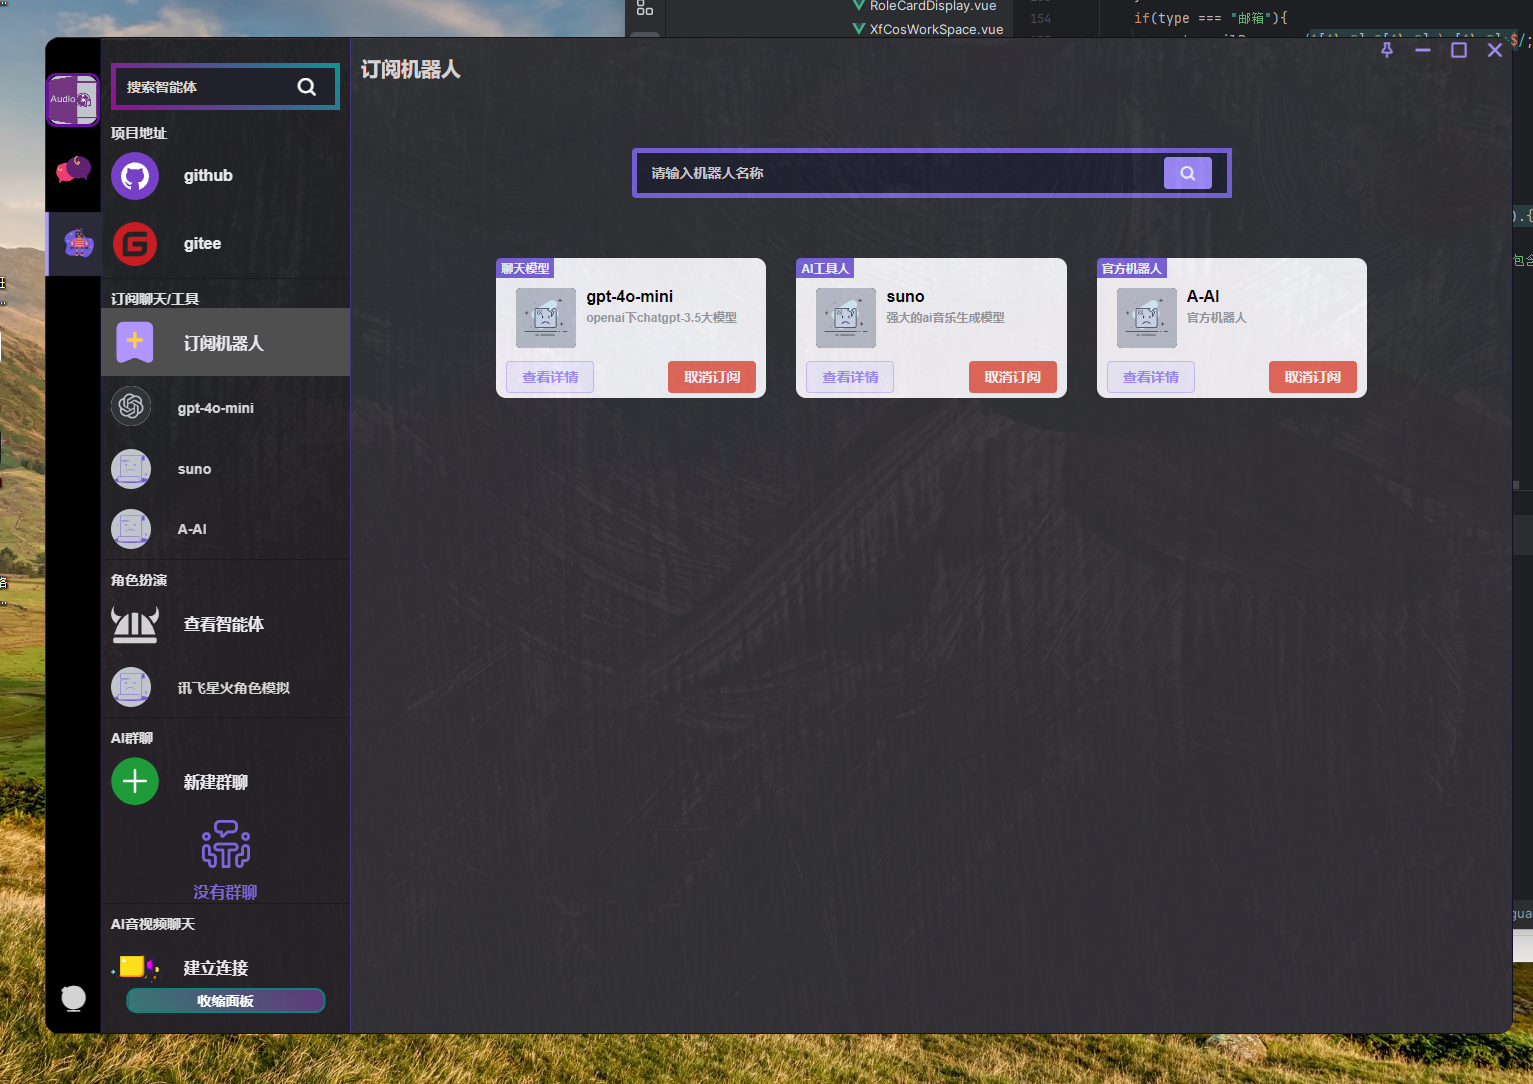 RoleCardDisplay.vue
XfCosWorkSpace.vue
154
if(type === "邮箱"){
Audio
搜索智能体
项目地址
github
gitee
订阅聊天/工具
订阅机器人
gpt-4o-mini
suno
A-AI
角色扮演
查看智能体
讯飞星火角色模拟
AI群聊
新建群聊
没有群聊
AI音视频聊天
建立连接
收缩面板
订阅机器人
请输入机器人名称
聊天模型
gpt-4o-mini
openai下chatgpt-3.5大模型
查看详情
取消订阅
AI工具人
suno
强大的ai音乐生成模型
查看详情
取消订阅
官方机器人
A-AI
官方机器人
查看详情
取消订阅
).{
包含